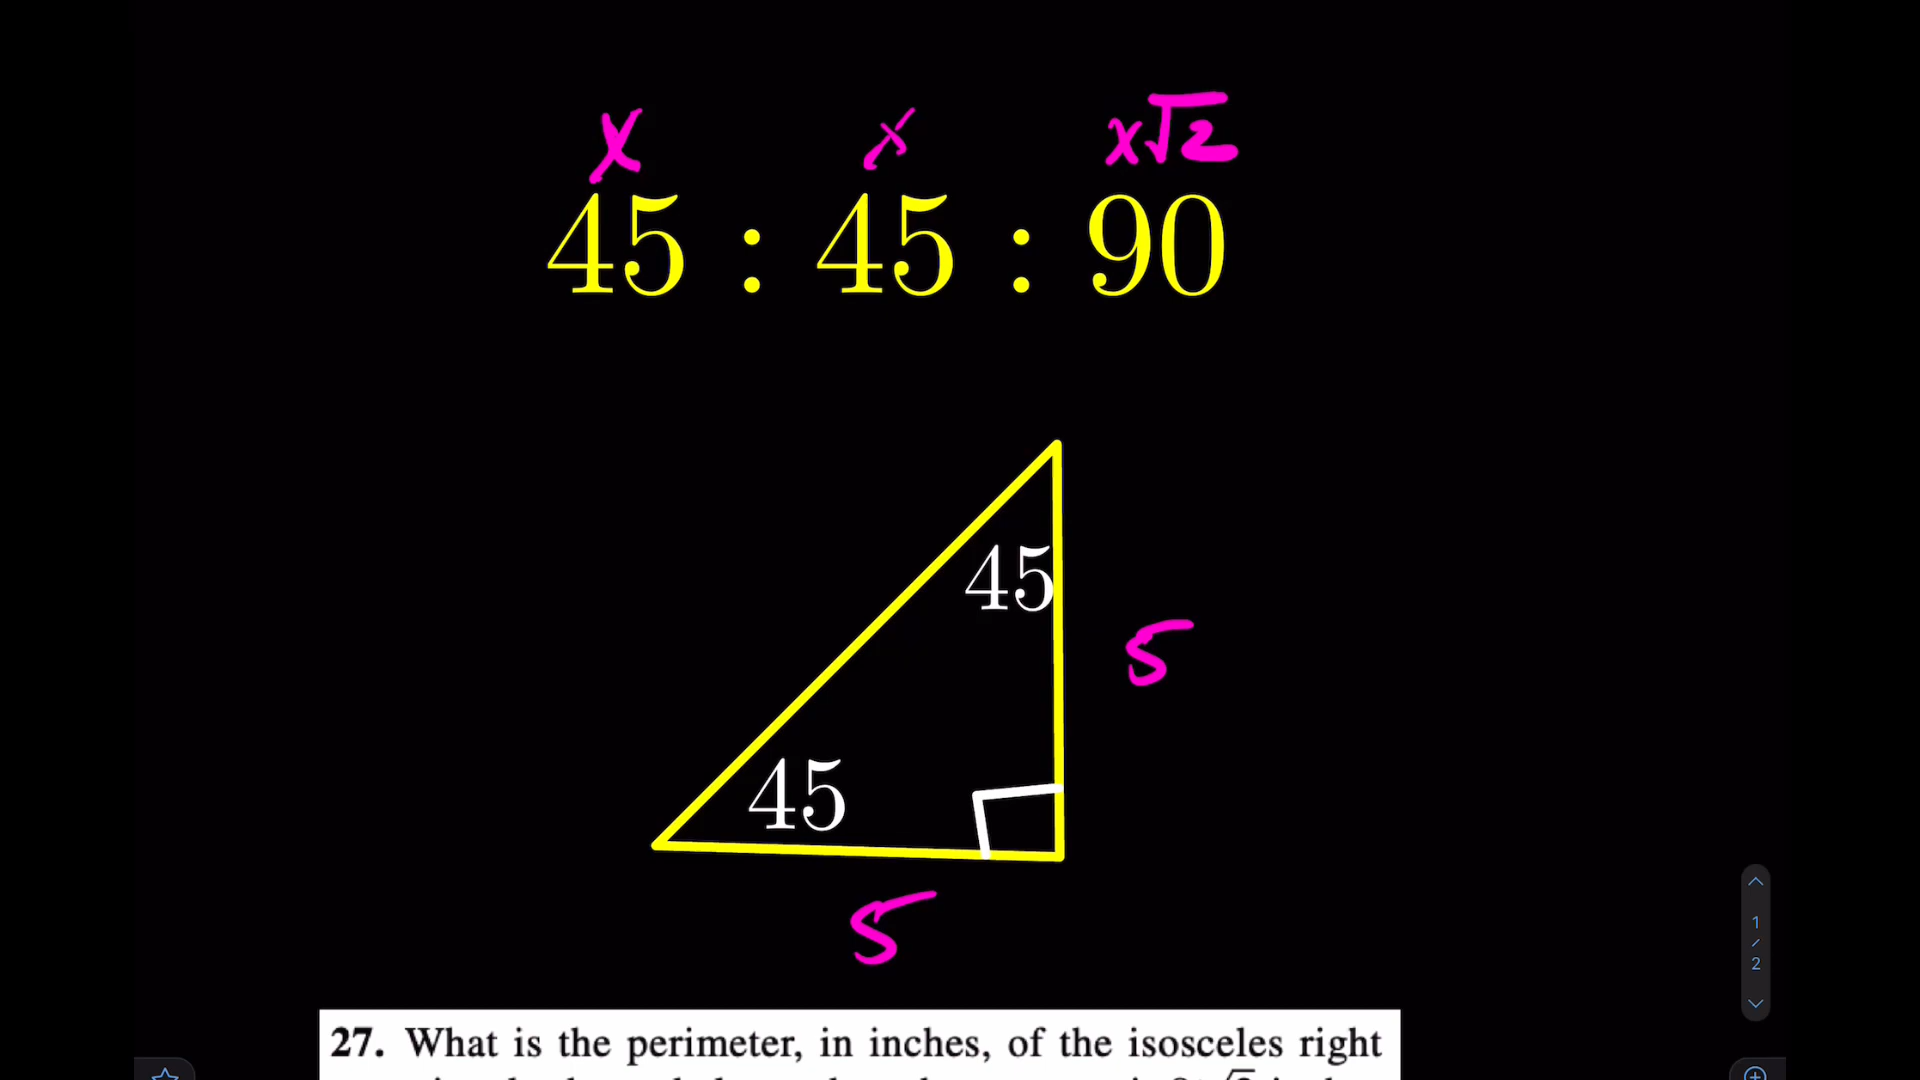 x x x√2
45 : 45 : 90
45
5
45
5
1
/
2
27. What is the perimeter, in inches, of the isosceles right